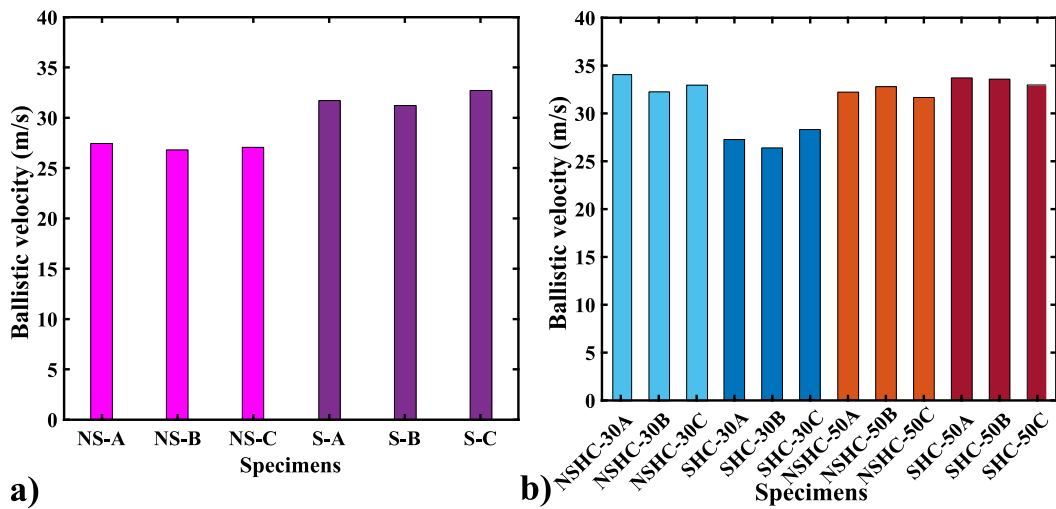 40
35
30
25
20
15
10
5
0
Ballistic velocity (m/s)
NS-A NS-B NS-C S-A S-B S-C
Specimens
a)
40
35
30
25
20
15
10
5
0
Ballistic velocity (m/s)
NSHC-30A NSHC-30B NSHC-30C SHC-30A SHC-30B SHC-30C NSHC-50A NSHC-50B NSHC-50C SHC-50A SHC-50B SHC-50C
Specimens
b)